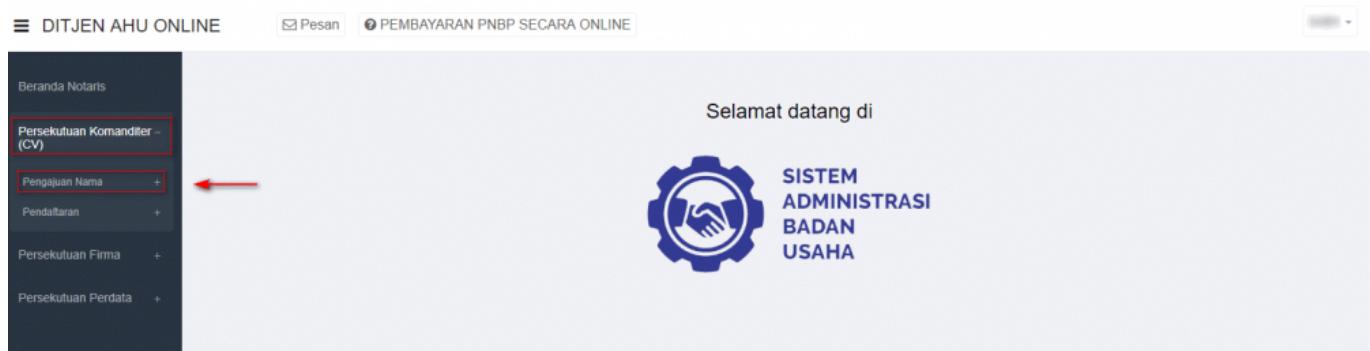 DITJEN AHU ONLINE
Pesan
PEMBAYARAN PNBP SECARA ONLINE
Beranda Notaris
Persekutuan Komanditer –
(CV)
Pengajuan Nama +
Pendaftaran +
Persekutuan Firma +
Persekutuan Perdata +
Selamat datang di
SISTEM
ADMINISTRASI
BADAN
USAHA